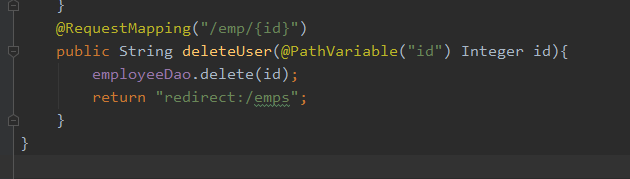 }
@RequestMapping("/emp/{id}")
public String deleteUser(@PathVariable("id") Integer id){
employeeDao.delete(id);
return "redirect:/emps";
}
}